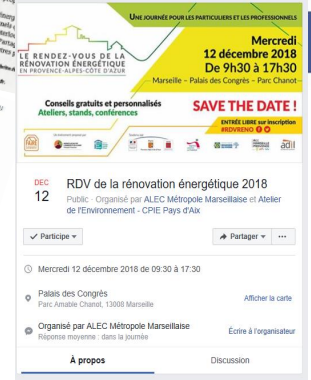 UNE JOURNÉE POUR LES PARTICULIERS ET LES PROFESSIONNELS
LE RENDEZ-VOUS DE LA
RÉNOVATION ÉNERGÉTIQUE
EN PROVENCE-ALPES-CÔTE D'AZUR
Mercredi
12 décembre 2018
De 9h30 à 17h30
– Marseille – Palais des Congrès – Parc Chanot –
Conseils gratuits et personnalisés
Ateliers, stands, conférences
SAVE THE DATE !
ENTRÉE LIBRE sur inscription
#RDVRENO
FAIRE
adil
DEC
12
RDV de la rénovation énergétique 2018
Public · Organisé par ALEC Métropole Marseillaise et Atelier
de l'Environnement - CPIE Pays d'Aix
Participe
Partager
Mercredi 12 décembre 2018 de 09:30 à 17:30
Palais des Congrès
Parc Amable Chanot, 13008 Marseille
Afficher la carte
Organisé par ALEC Métropole Marseillaise
Réponse moyenne : dans la journée
Écrire à l'organisateur
À propos
Discussion